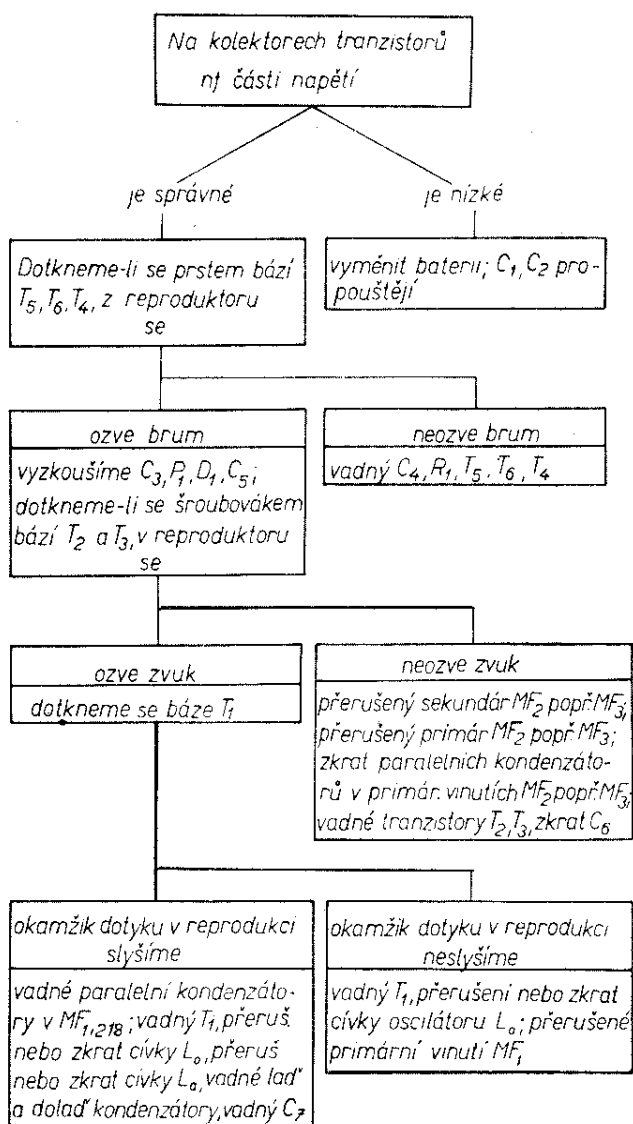 Na kolektorech tranzistorů
nf části napětí
je správné
je nízké
Dotkneme-li se prstem bází
T5, T6, T4, z reproduktoru
se
vyměnit baterii; C1, C2 pro-
pouštějí
ozve brum
vyzkoušíme C3, P1, D1, C5;
dotkneme-li se šroubovákem
bází T2 a T3, v reproduktoru
se
neozve brum
vadný C4, R1, T5, T6, T4
ozve zvuk
dotkneme se báze T1
neozve zvuk
přerušený sekundár MF2 popř. MF3;
přerušený primár MF2 popř. MF3;
zkrat paralelních kondenzáto-
rů v primár. vinutích MF2 popř. MF3,
vadné tranzistory T2, T3, zkrat C6
okamžik dotyku v reprodukci
slyšíme
vadné paralelní kondenzáto-
ry v MF1,2 i 8; vadný T1, přeruš.
nebo zkrat cívky Lo, přeruš
nebo zkrat cívky La, vadné laď
a dolaď kondenzátory, vadný C7
okamžik dotyku v reprodukci
neslyšíme
vadný T1, přerušení nebo zkrat
cívky oscilátoru Lo; přerušené
primární vinutí MF1